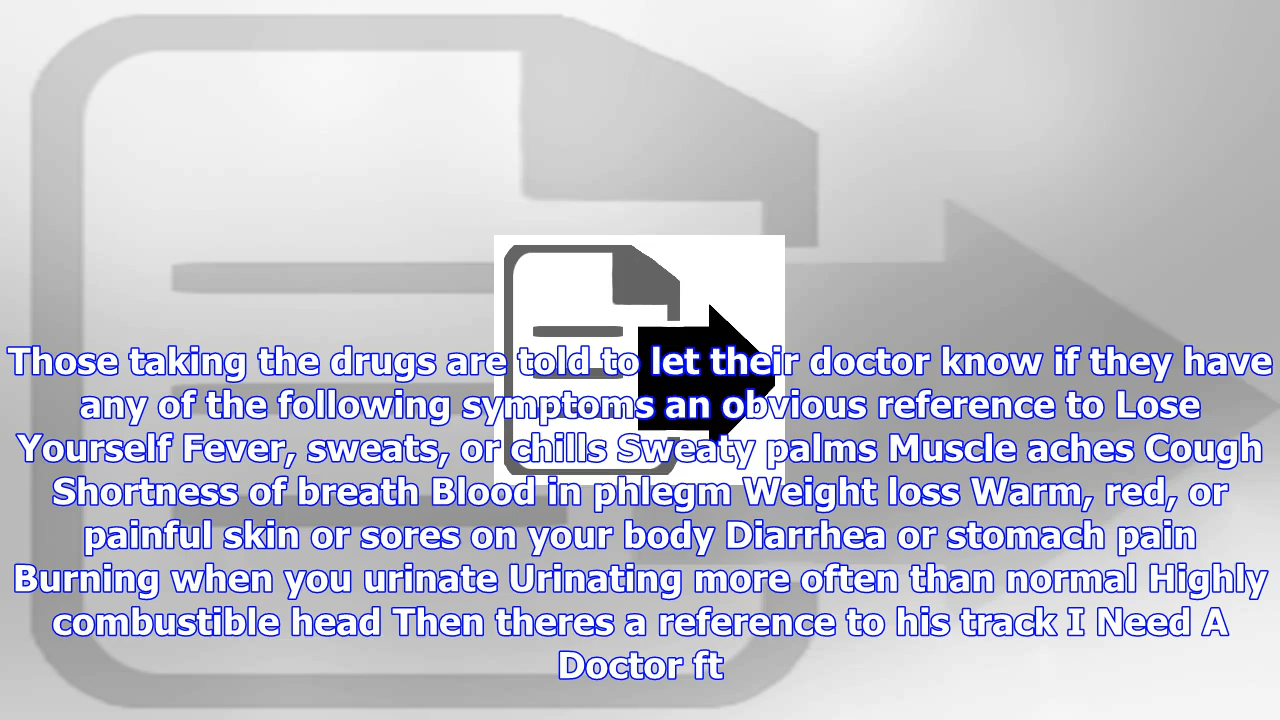 Those taking the drugs are told to let their doctor know if they have
any of the following symptoms an obvious reference to Lose
Yourself Fever, sweats, or chills Sweaty palms Muscle aches Cough
Shortness of breath Blood in phlegm Weight loss Warm, red, or
painful skin or sores on your body Diarrhea or stomach pain
Burning when you urinate Urinating more often than normal Highly
combustible head Then theres a reference to his track I Need A
Doctor ft